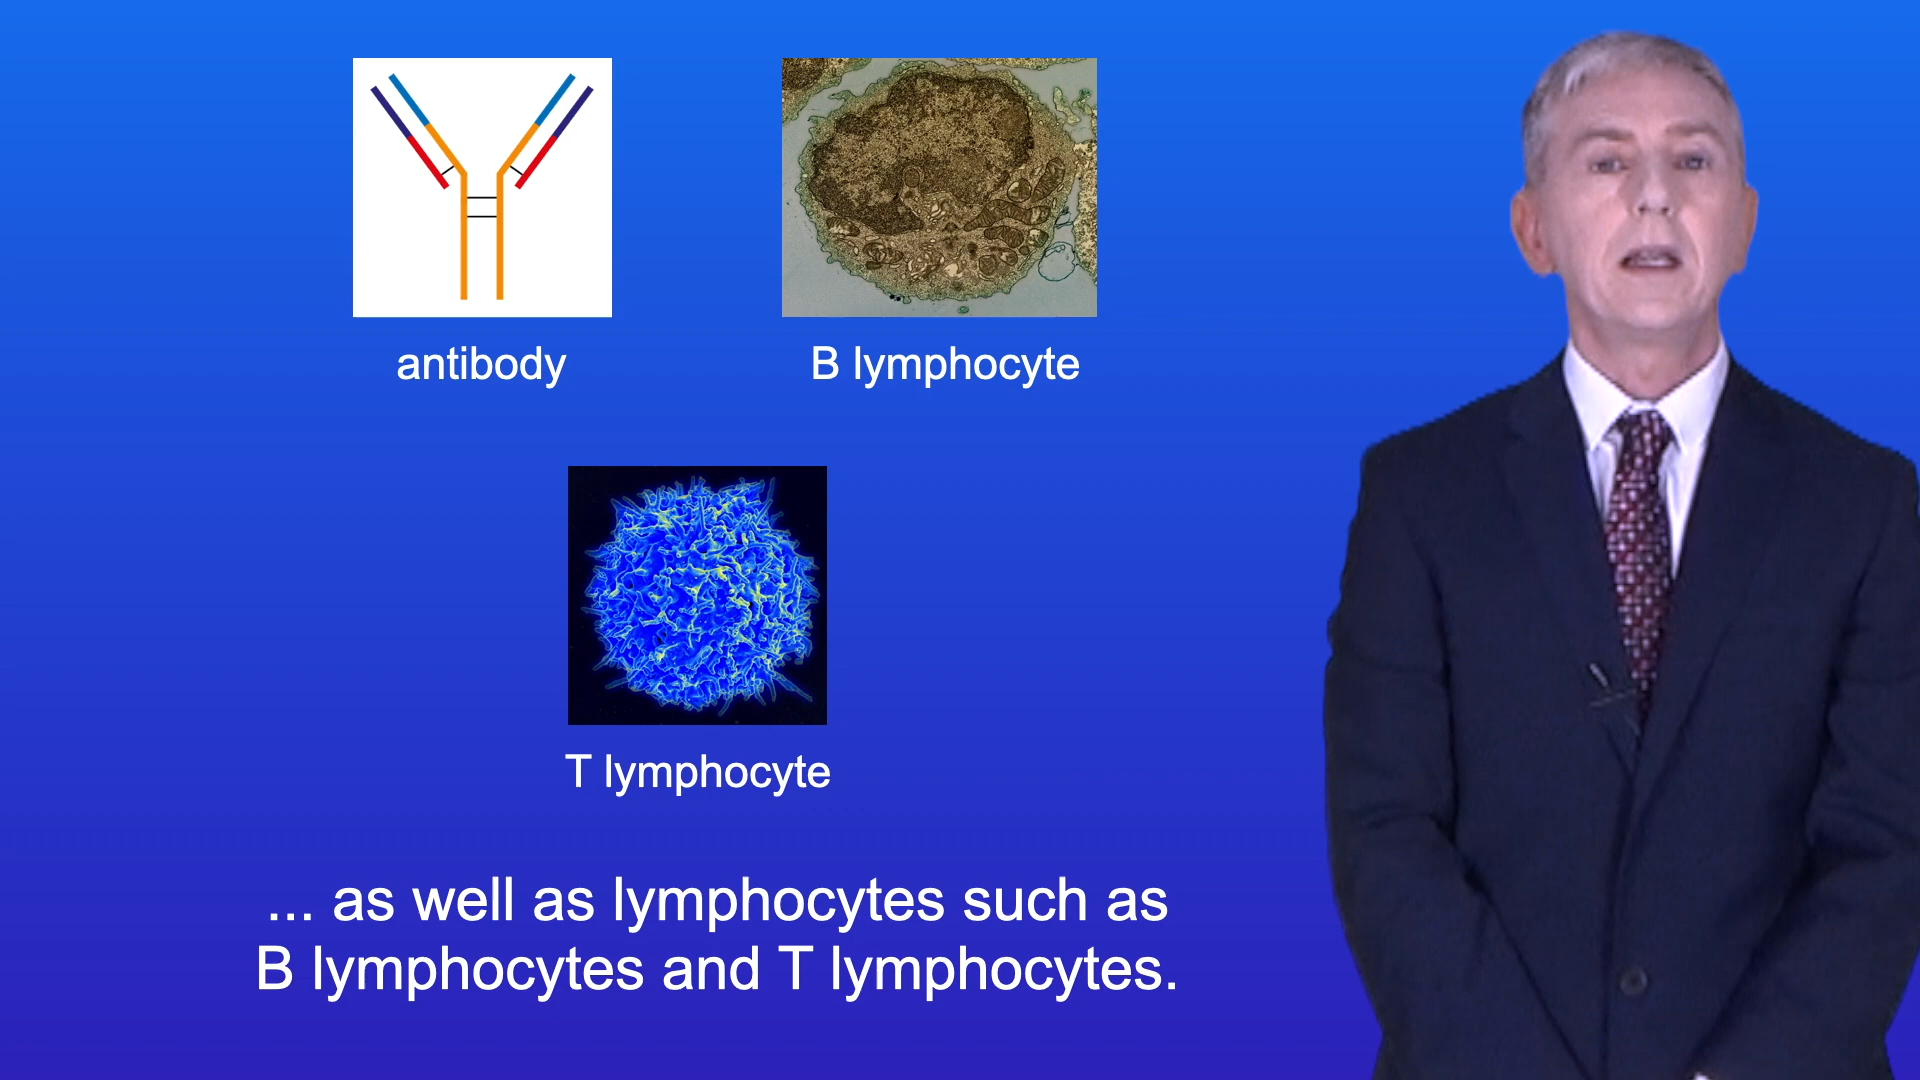 antibody
B lymphocyte
T lymphocyte
... as well as lymphocytes such as
B lymphocytes and T lymphocytes.